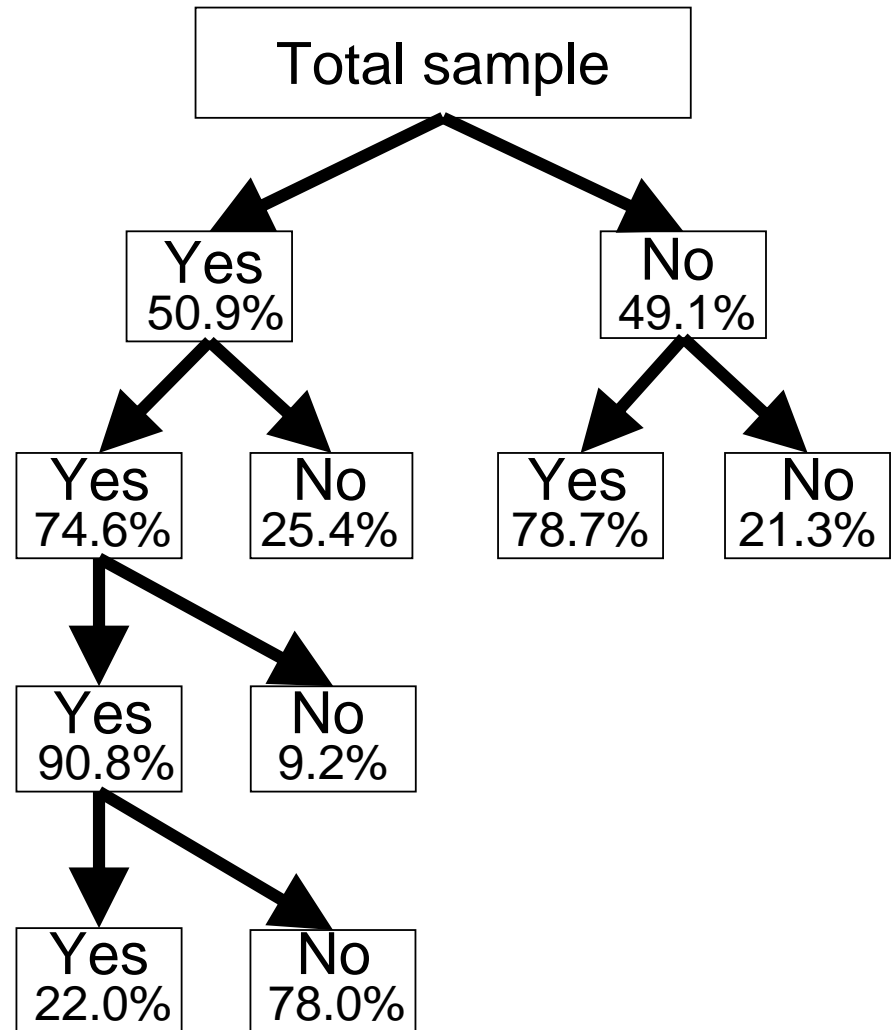 Total sample
Yes
50.9%
No
49.1%
Yes
74.6%
No
25.4%
Yes
78.7%
No
21.3%
Yes
90.8%
No
9.2%
Yes
22.0%
No
78.0%